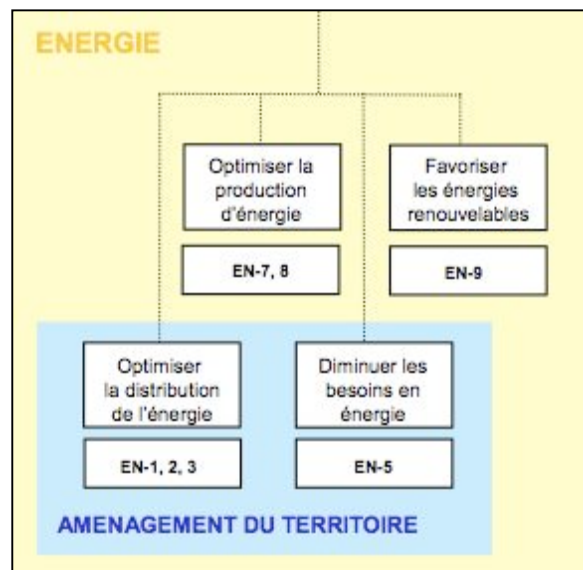 ENERGIE
Optimiser la
production
d'énergie
EN-7, 8
Favoriser
les énergies
renouvelables
EN-9
Optimiser
la distribution
de l'énergie
EN-1, 2, 3
Diminuer les
besoins en
énergie
EN-5
AMENAGEMENT DU TERRITOIRE